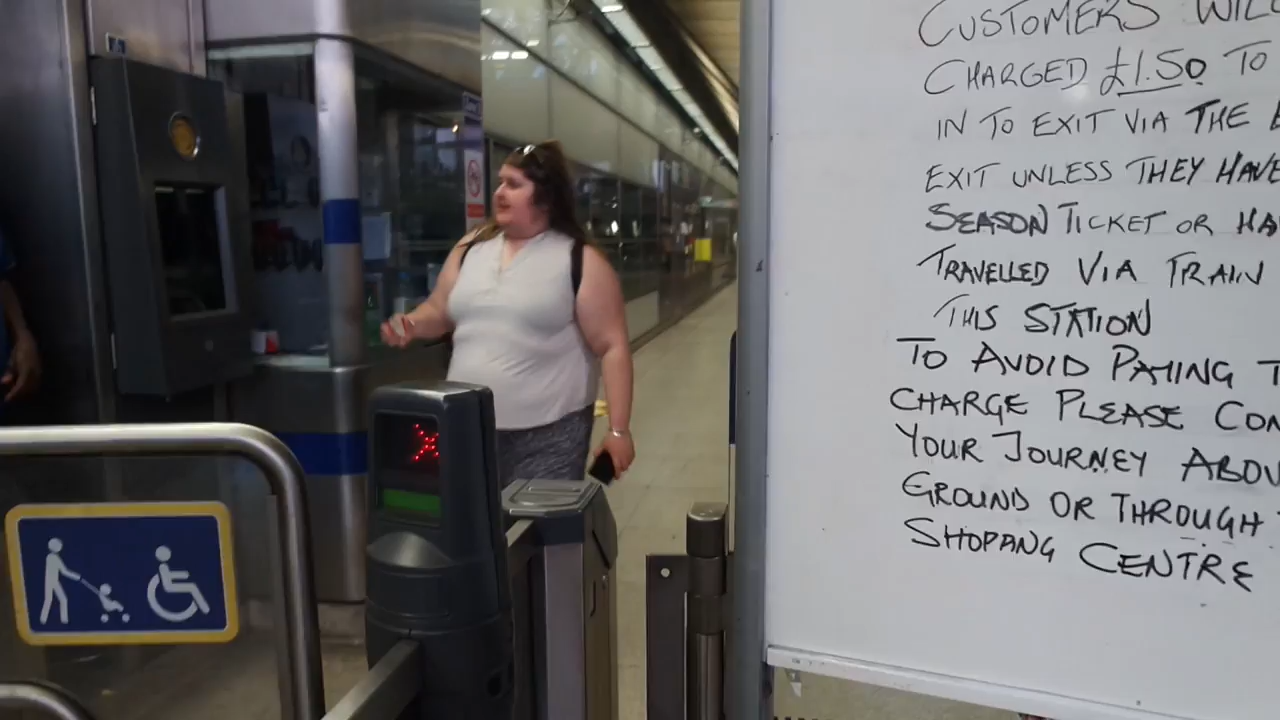 CUSTOMERS WILL
CHARGED £1.50 TO
IN TO EXIT VIA THE
EXIT UNLESS THEY HAVE
SEASON TICKET OR HA
TRAVELLED VIA TRAIN
THIS STATION
TO AVOID PAYING T
CHARGE PLEASE CON
YOUR JOURNEY ABOV
GROUND OR THROUGH
SHOPANG CENTRE